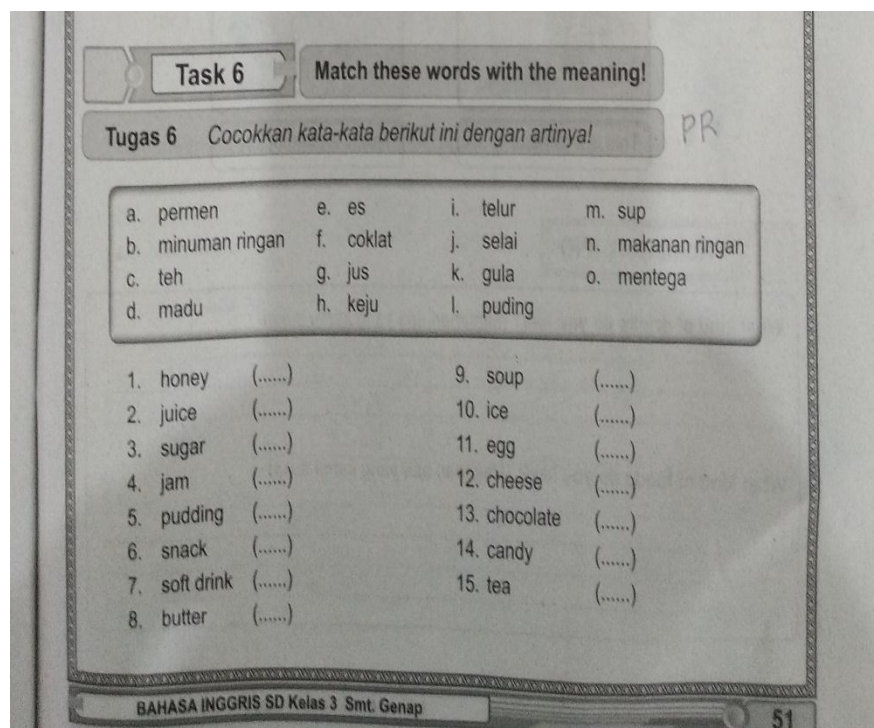 Task 6 Match these words with the meaning!
Tugas 6 Cocokkan kata-kata berikut ini dengan artinya!
PR
a. permen e. es i. telur m. sup
b. minuman ringan f. coklat j. selai n. makanan ringan
c. teh g. jus k. gula o. mentega
d. madu h. keju l. puding
1. honey (......) 9. soup (......)
2. juice (......) 10. ice (......)
3. sugar (......) 11. egg (......)
4. jam (......) 12. cheese (......)
5. pudding (......) 13. chocolate (......)
6. snack (......) 14. candy (......)
7. soft drink (......) 15. tea (......)
8. butter (......)
BAHASA INGGRIS SD Kelas 3 Smt. Genap 51